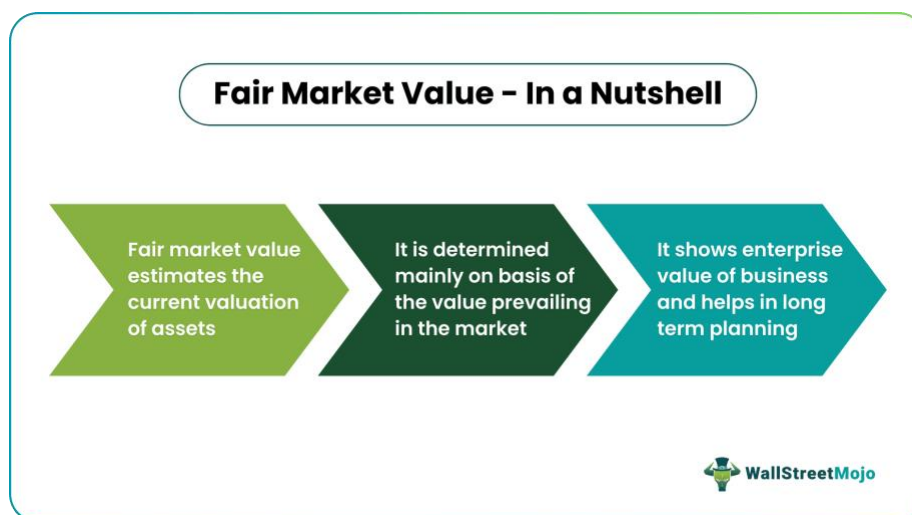 Fair Market Value - In a Nutshell
Fair market value
estimates the
current valuation
of assets
It is determined
mainly on basis of
the value prevailing
in the market
It shows enterprise
value of business
and helps in long
term planning
WallStreetMojo